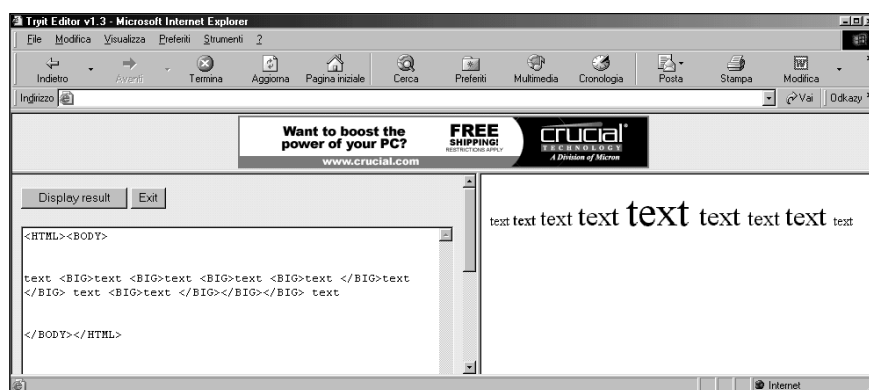 Tryit Editor v1.3 - Microsoft Internet Explorer
File Modifica Visualizza Preferiti Strumenti ?
Indietro Avanti Termina Aggiorna Pagina iniziale Cerca Preferiti Multimedia Cronologia Posta Stampa Modifica
Indirizzo Vai Odkazy
Want to boost the
power of your PC?
www.crucial.com
FREE
SHIPPING!
RESTRICTIONS APPLY
crucial
TECHNOLOGY
A Division of Micron
Display result Exit
<HTML><BODY>
text <BIG>text <BIG>text <BIG>text <BIG>text </BIG>text
</BIG> text <BIG>text </BIG></BIG></BIG> text
</BODY></HTML>
text text text text text text text text text
Internet